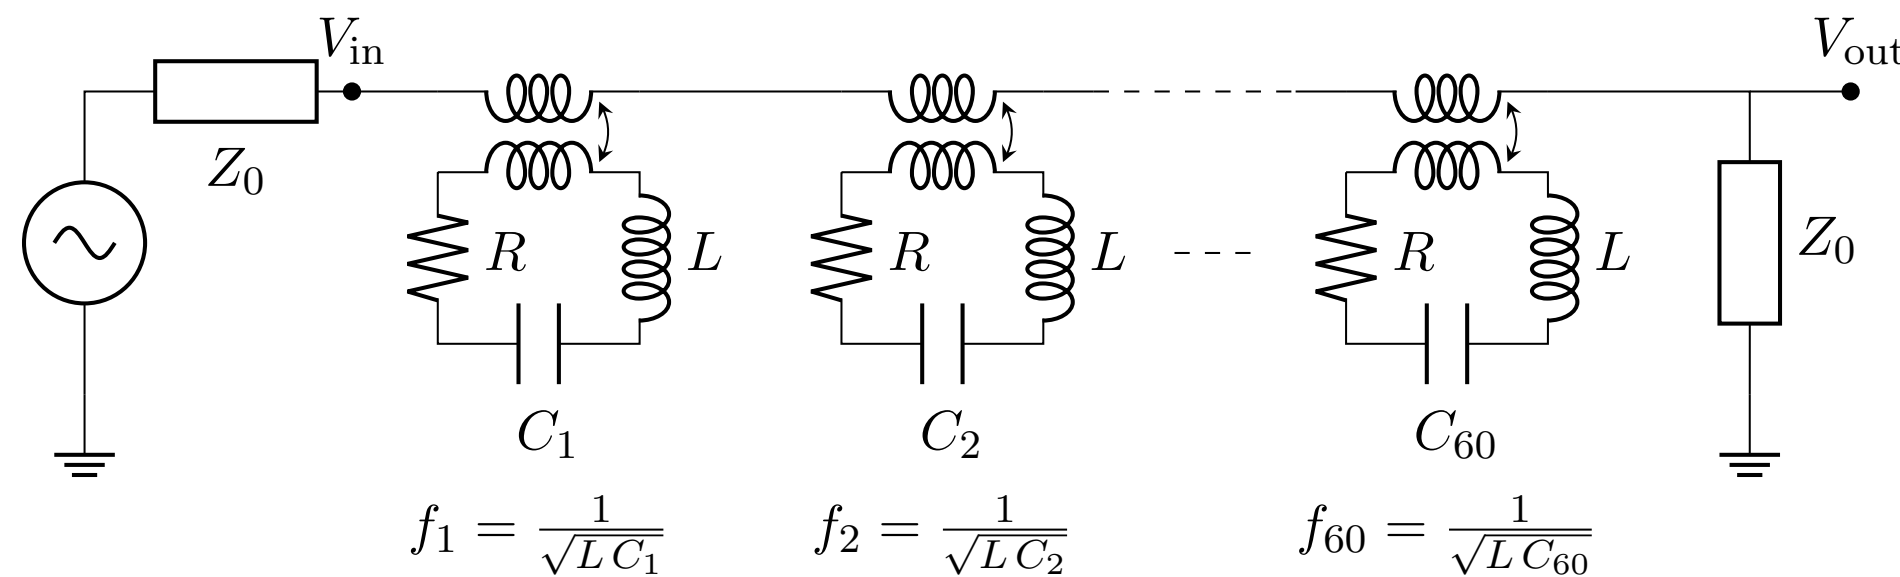 V_in V_out
Z_0
R L R L R L Z_0
C_1 C_2 C_60
f_1 = 1/√(L C_1) f_2 = 1/√(L C_2) f_60 = 1/√(L C_60)